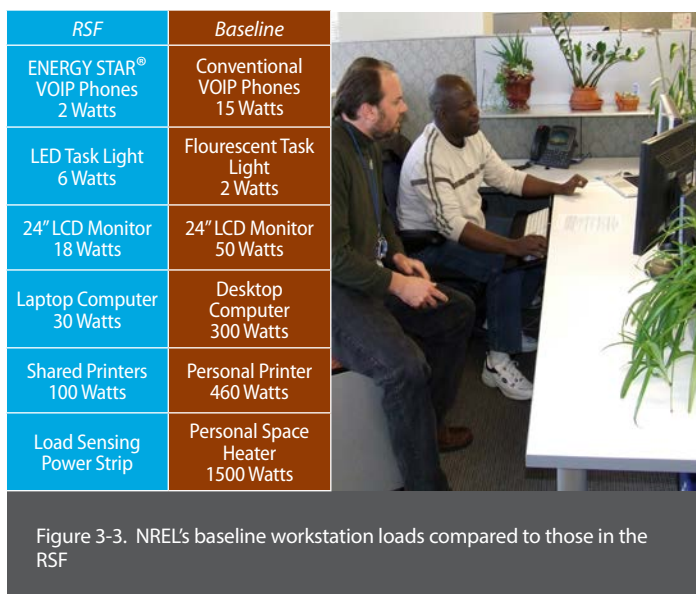 RSF
Baseline
ENERGY STAR®
VOIP Phones
2 Watts
Conventional
VOIP Phones
15 Watts
LED Task Light
6 Watts
Flourescent Task
Light
2 Watts
24” LCD Monitor
18 Watts
24” LCD Monitor
50 Watts
Laptop Computer
30 Watts
Desktop
Computer
300 Watts
Shared Printers
100 Watts
Personal Printer
460 Watts
Load Sensing
Power Strip
Personal Space
Heater
1500 Watts
Figure 3-3. NREL’s baseline workstation loads compared to those in the
RSF